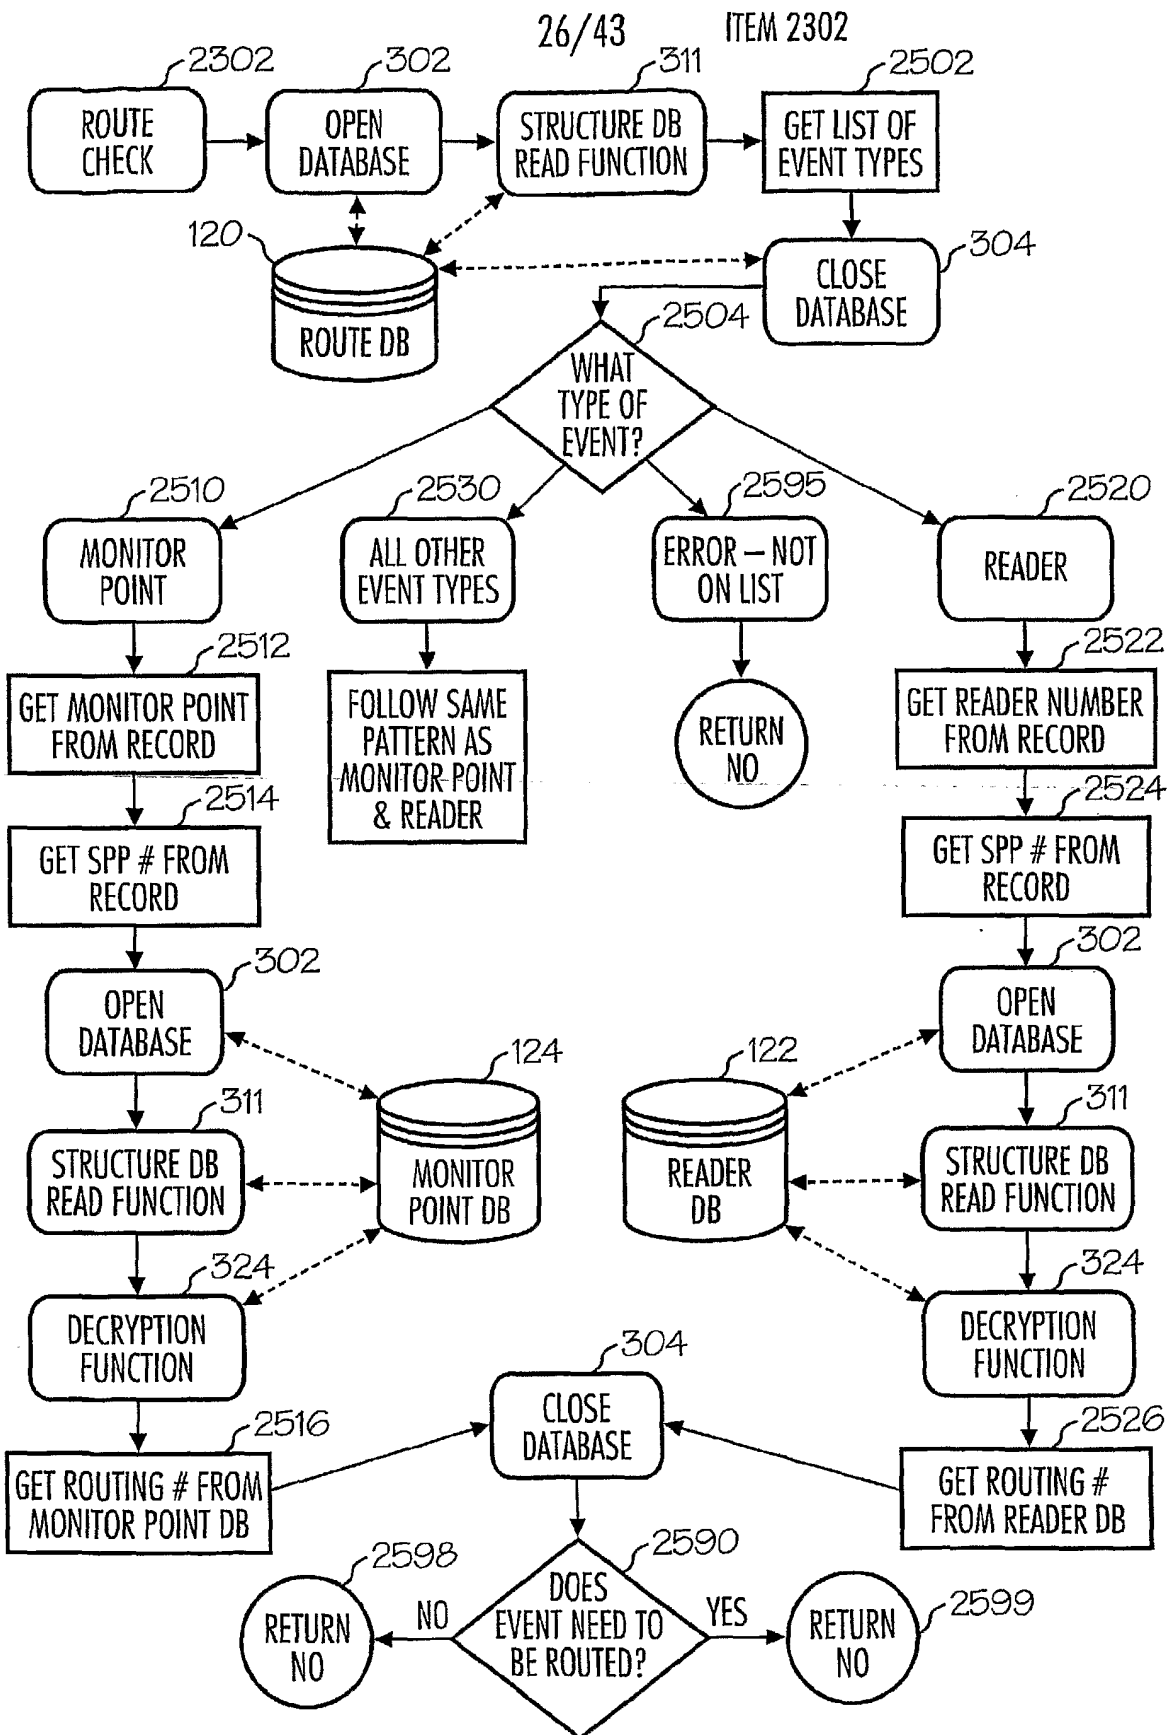 26/43 ITEM 2302
2302
302
311
2502
ROUTE
CHECK
OPEN
DATABASE
STRUCTURE DB
READ FUNCTION
GET LIST OF
EVENT TYPES
120
304
ROUTE DB
CLOSE
DATABASE
2504
WHAT
TYPE OF
EVENT?
2510
2530
2595
2520
MONITOR
POINT
ALL OTHER
EVENT TYPES
ERROR – NOT
ON LIST
READER
2512
2522
GET MONITOR POINT
FROM RECORD
FOLLOW SAME
PATTERN AS
MONITOR POINT
& READER
RETURN
NO
GET READER NUMBER
FROM RECORD
2514
2524
GET SPP # FROM
RECORD
GET SPP # FROM
RECORD
302
302
OPEN
DATABASE
OPEN
DATABASE
124
122
311
311
STRUCTURE DB
READ FUNCTION
MONITOR
POINT DB
READER
DB
STRUCTURE DB
READ FUNCTION
324
324
DECRYPTION
FUNCTION
DECRYPTION
FUNCTION
304
CLOSE
DATABASE
2516
2526
GET ROUTING # FROM
MONITOR POINT DB
GET ROUTING #
FROM READER DB
2598
2590
2599
DOES
EVENT NEED TO
BE ROUTED?
NO
YES
RETURN
NO
RETURN
NO